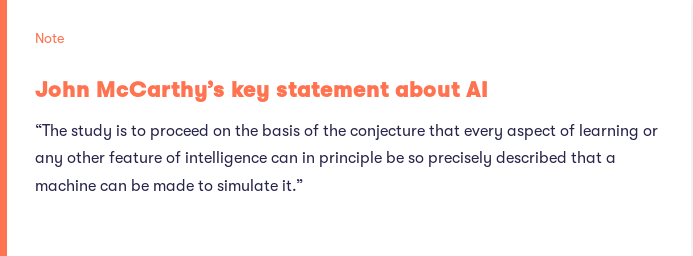 Note
John McCarthy’s key statement about AI
“The study is to proceed on the basis of the conjecture that every aspect of learning or
any other feature of intelligence can in principle be so precisely described that a
machine can be made to simulate it.”